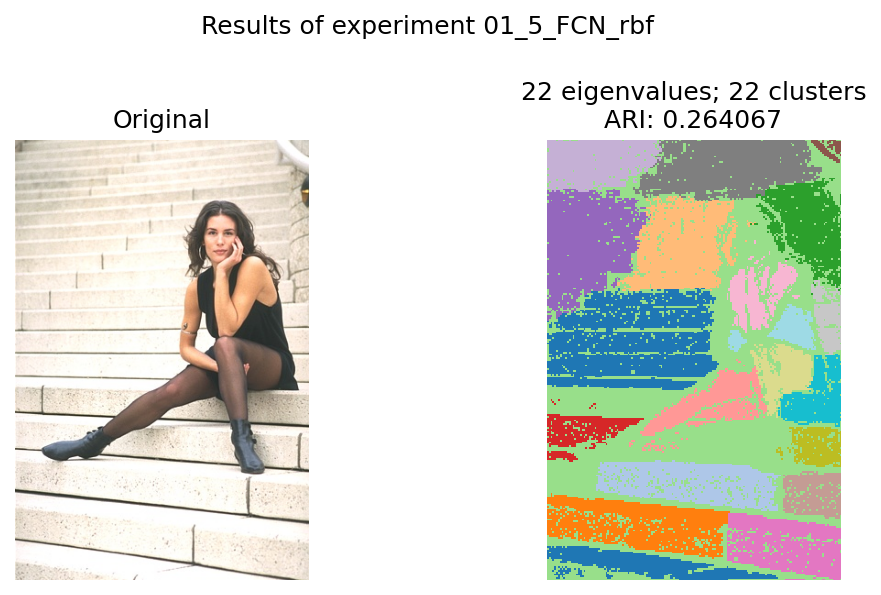 Results of experiment 01_5_FCN_rbf
Original
22 eigenvalues; 22 clusters
ARI: 0.264067